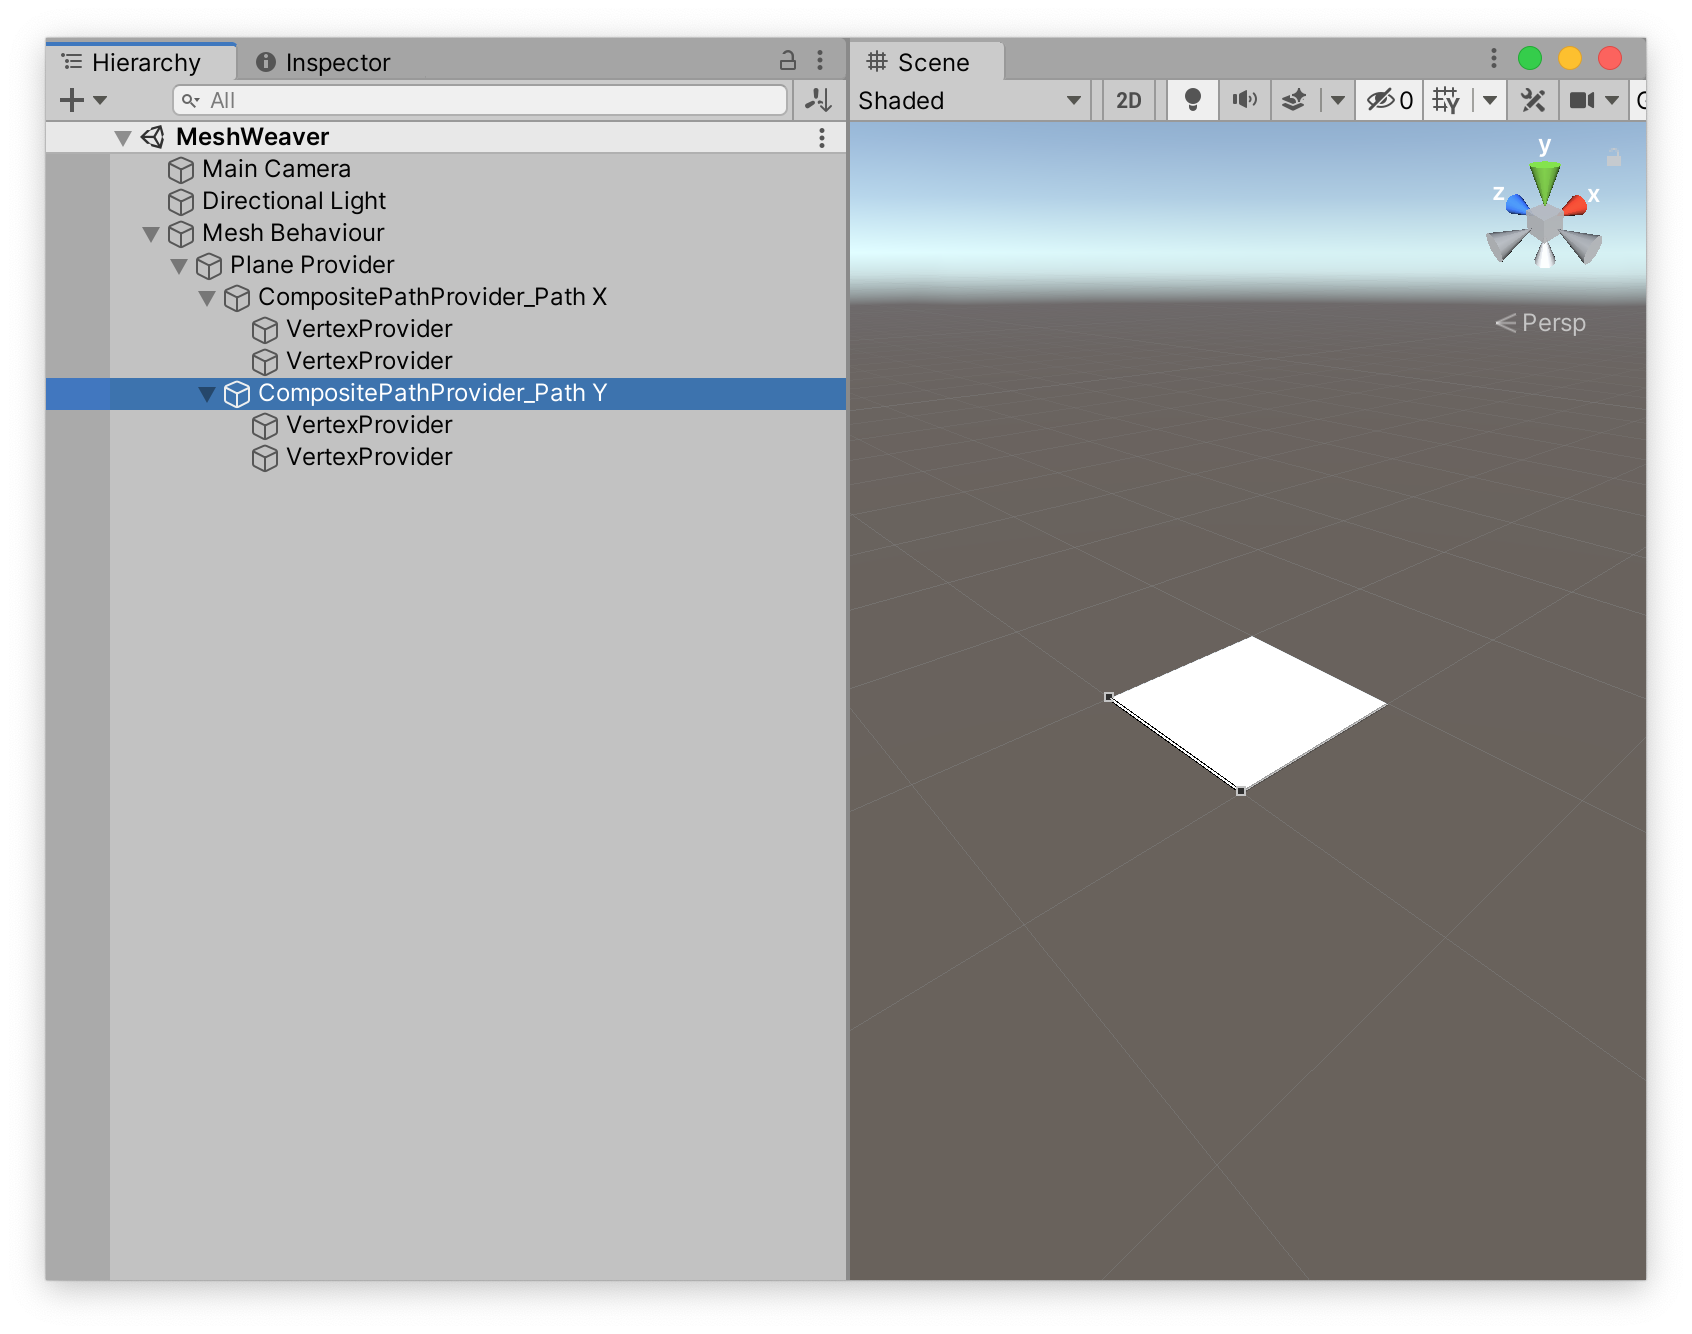 Hierarchy
Inspector
All
MeshWeaver
Main Camera
Directional Light
Mesh Behaviour
Plane Provider
CompositePathProvider_Path X
VertexProvider
VertexProvider
CompositePathProvider_Path Y
VertexProvider
VertexProvider
Scene
Shaded
2D
0
y
z
x
Persp